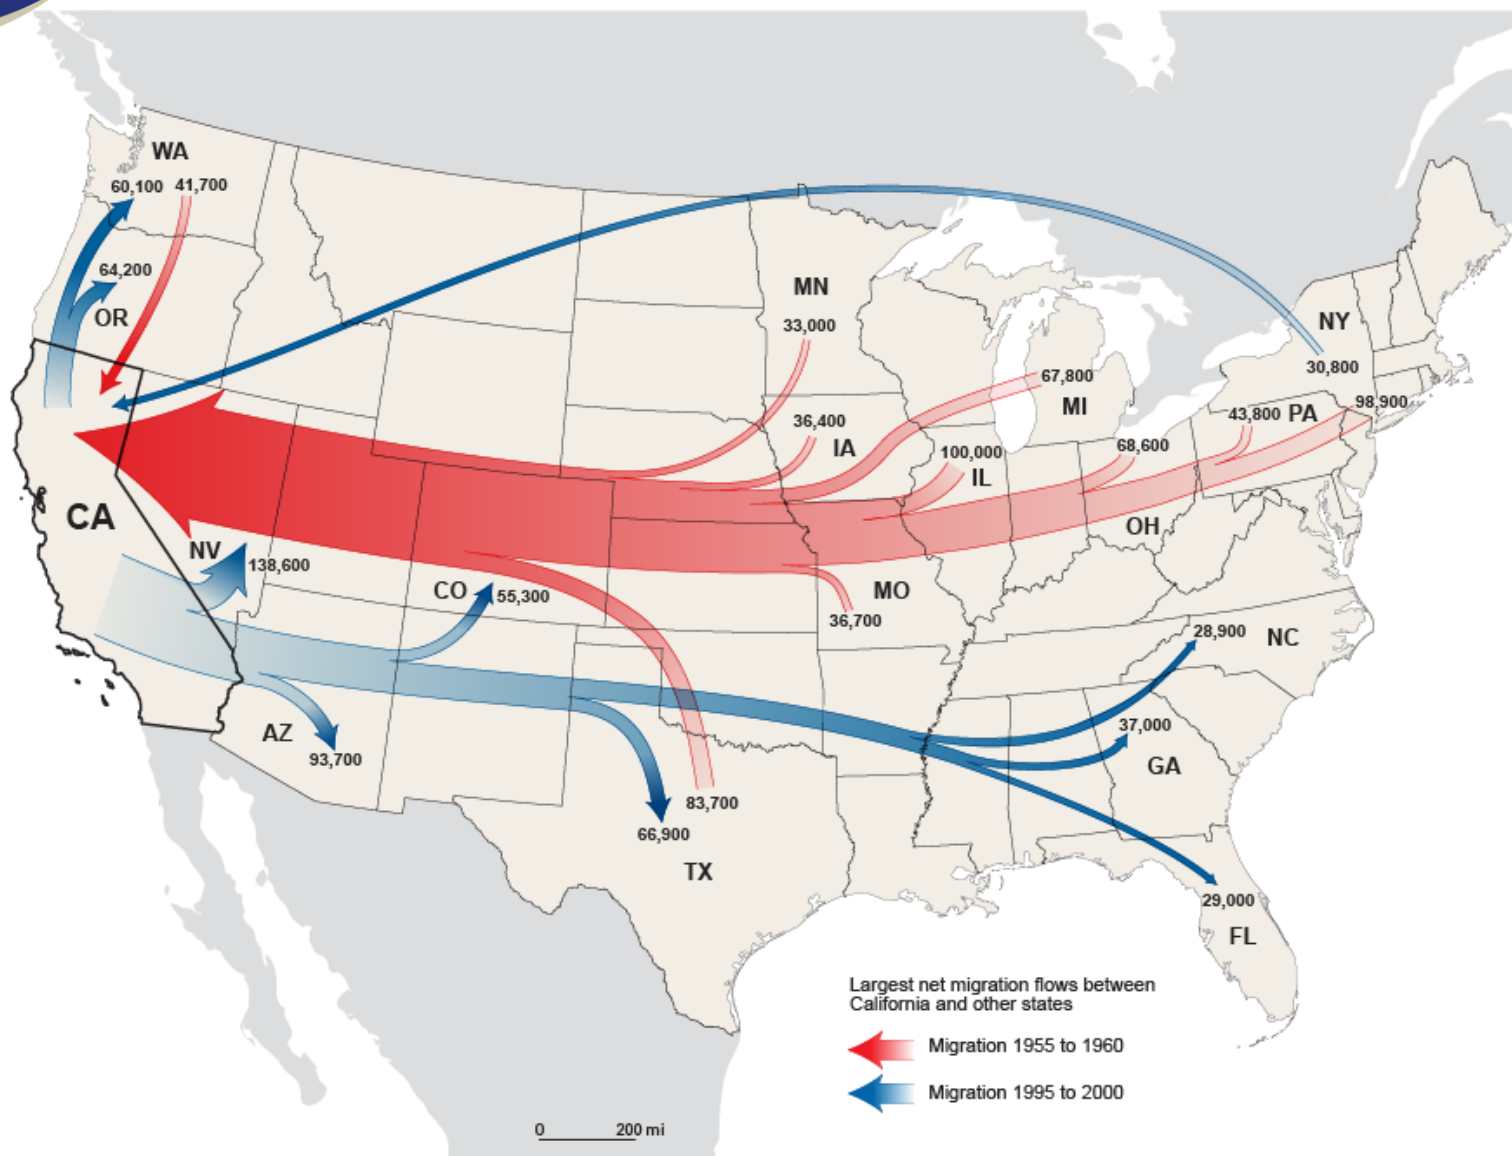 WA
60,100 41,700
64,200
OR
MN
33,000
NY
30,800
67,800
MI
98,900
43,800 PA
36,400
IA
68,600
100,000
IL
CA
OH
NV
138,600
CO 55,300
MO
36,700
28,900 NC
AZ
93,700
37,000
GA
83,700
66,900
TX
29,000
FL
Largest net migration flows between
California and other states
Migration 1955 to 1960
Migration 1995 to 2000
0 200 mi